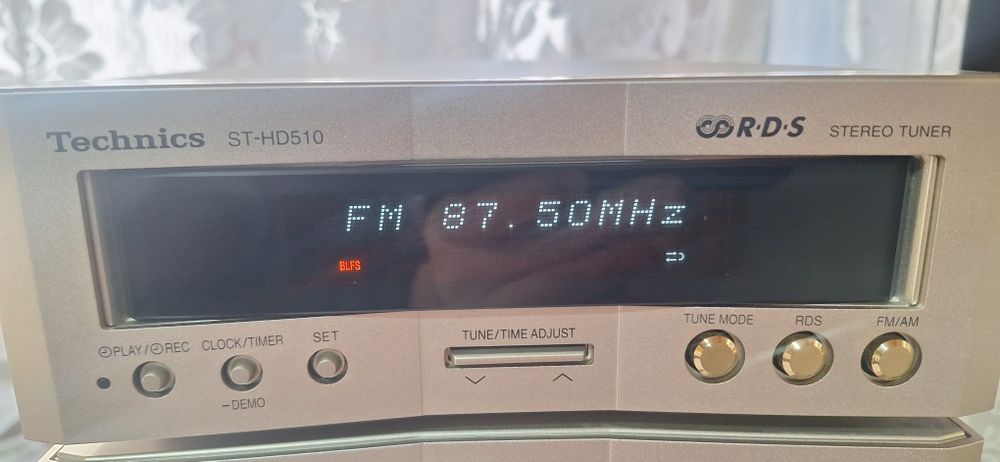 Technics ST-HD510 R·D·S STEREO TUNER
FM 87.50MHz
BLFS
PLAY/REC CLOCK/TIMER SET TUNE/TIME ADJUST TUNE MODE RDS FM/AM
–DEMO